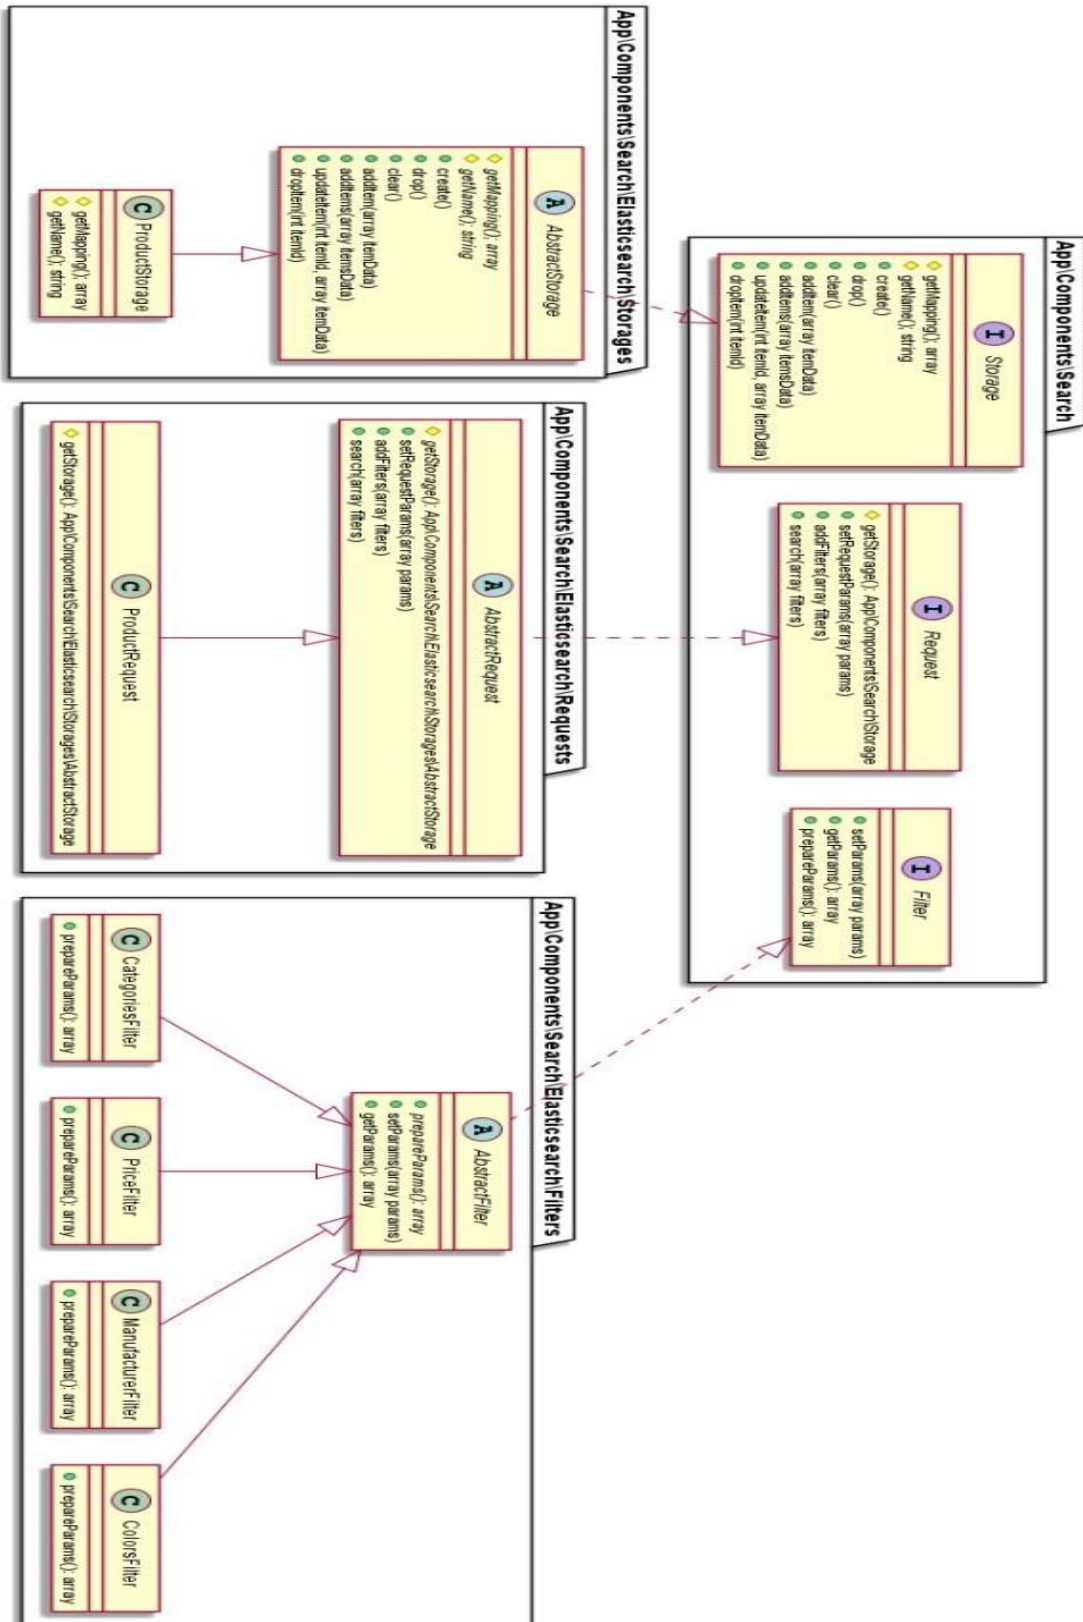 App\Components\Search
I Storage
getMapping(): array
getName(): string
create()
drop()
clear()
addItem(array itemData)
addItems(array itemsData)
updateItem(int itemId, array itemData)
dropItem(int itemId)
I Request
getStorage(): App\Components\Search\Storage
setRequestParams(array params)
addFilters(array filters)
search(array filters)
I Filter
setParams(array params)
getParams(): array
prepareParams(): array
App\Components\Search\Elasticsearch\Storages
A AbstractStorage
getMapping(): array
getName(): string
create()
drop()
clear()
addItem(array itemData)
addItems(array itemsData)
updateItem(int itemId, array itemData)
dropItem(int itemId)
C ProductStorage
getMapping(): array
getName(): string
App\Components\Search\Elasticsearch\Requests
A AbstractRequest
getStorage(): App\Components\Search\Elasticsearch\Storages\AbstractStorage
setRequestParams(array params)
addFilters(array filters)
search(array filters)
C ProductRequest
getStorage(): App\Components\Search\Elasticsearch\Storages\AbstractStorage
App\Components\Search\Elasticsearch\Filters
A AbstractFilter
prepareParams(): array
setParams(array params)
getParams(): array
C CategoriesFilter
prepareParams(): array
C PriceFilter
prepareParams(): array
C ManufacturerFilter
prepareParams(): array
C ColorsFilter
prepareParams(): array